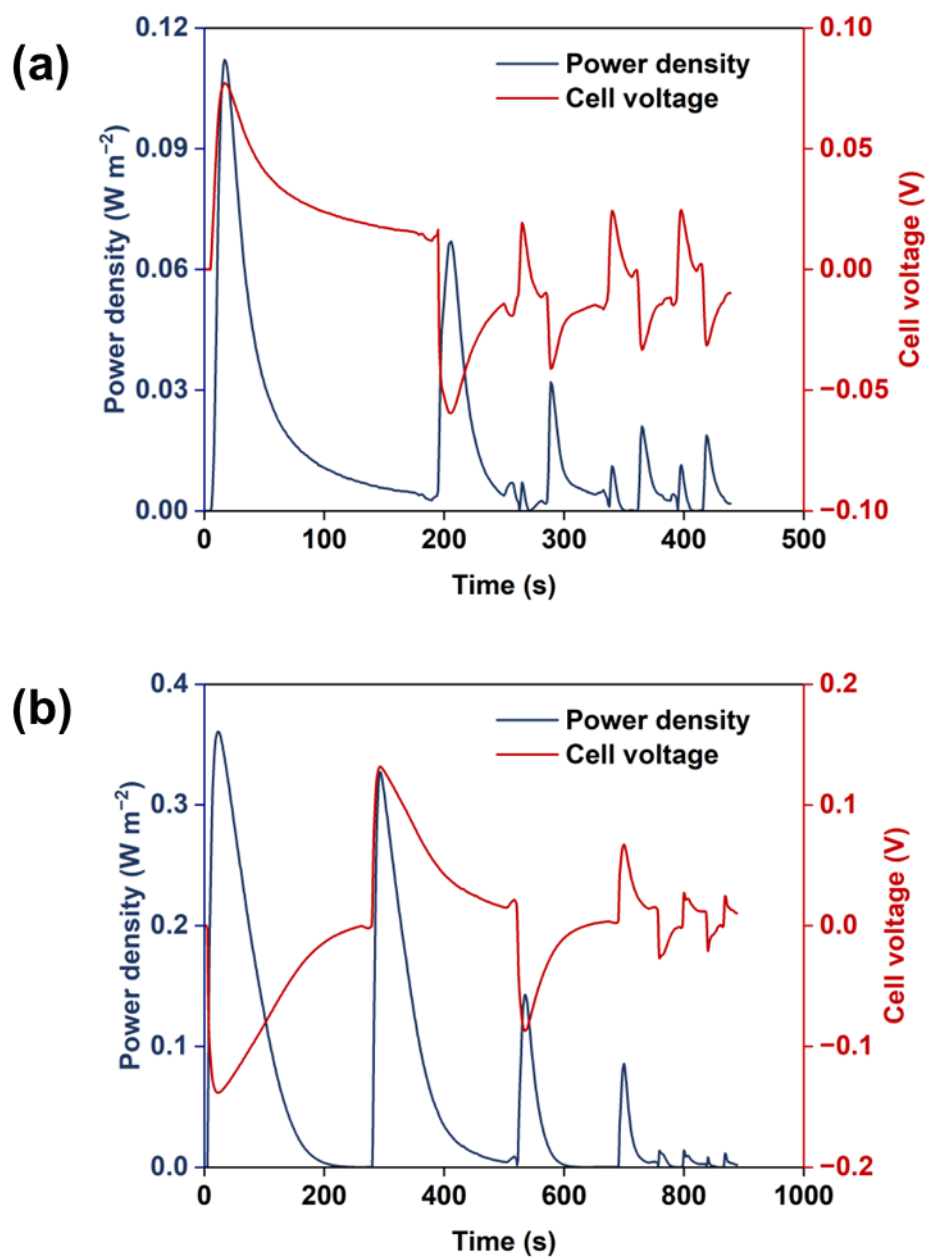 (a)
Power density
Cell voltage
0.12
0.09
0.06
0.03
0.00
Power density (W m⁻²)
0.10
0.05
0.00
−0.05
−0.10
Cell voltage (V)
0 100 200 300 400 500
Time (s)
(b)
Power density
Cell voltage
0.4
0.3
0.2
0.1
0.0
Power density (W m⁻²)
0.2
0.1
0.0
−0.1
−0.2
Cell voltage (V)
0 200 400 600 800 1000
Time (s)